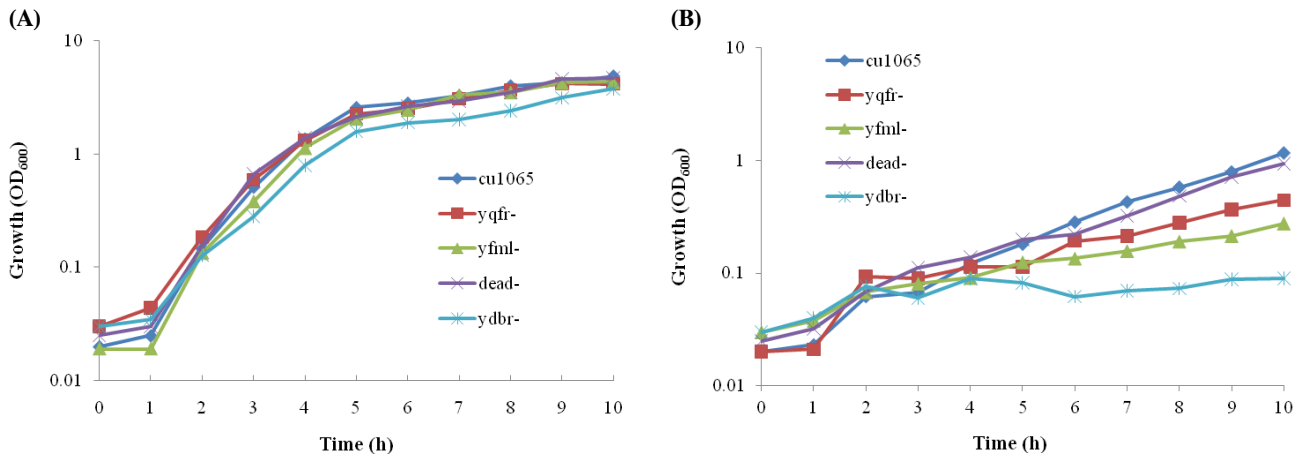 (A)
10
1
0.1
0.01
Growth (OD600)
0 1 2 3 4 5 6 7 8 9 10
Time (h)
cu1065
yqfr-
yfml-
dead-
ydbr-
(B)
10
1
0.1
0.01
Growth (OD600)
0 1 2 3 4 5 6 7 8 9 10
Time (h)
cu1065
yqfr-
yfml-
dead-
ydbr-